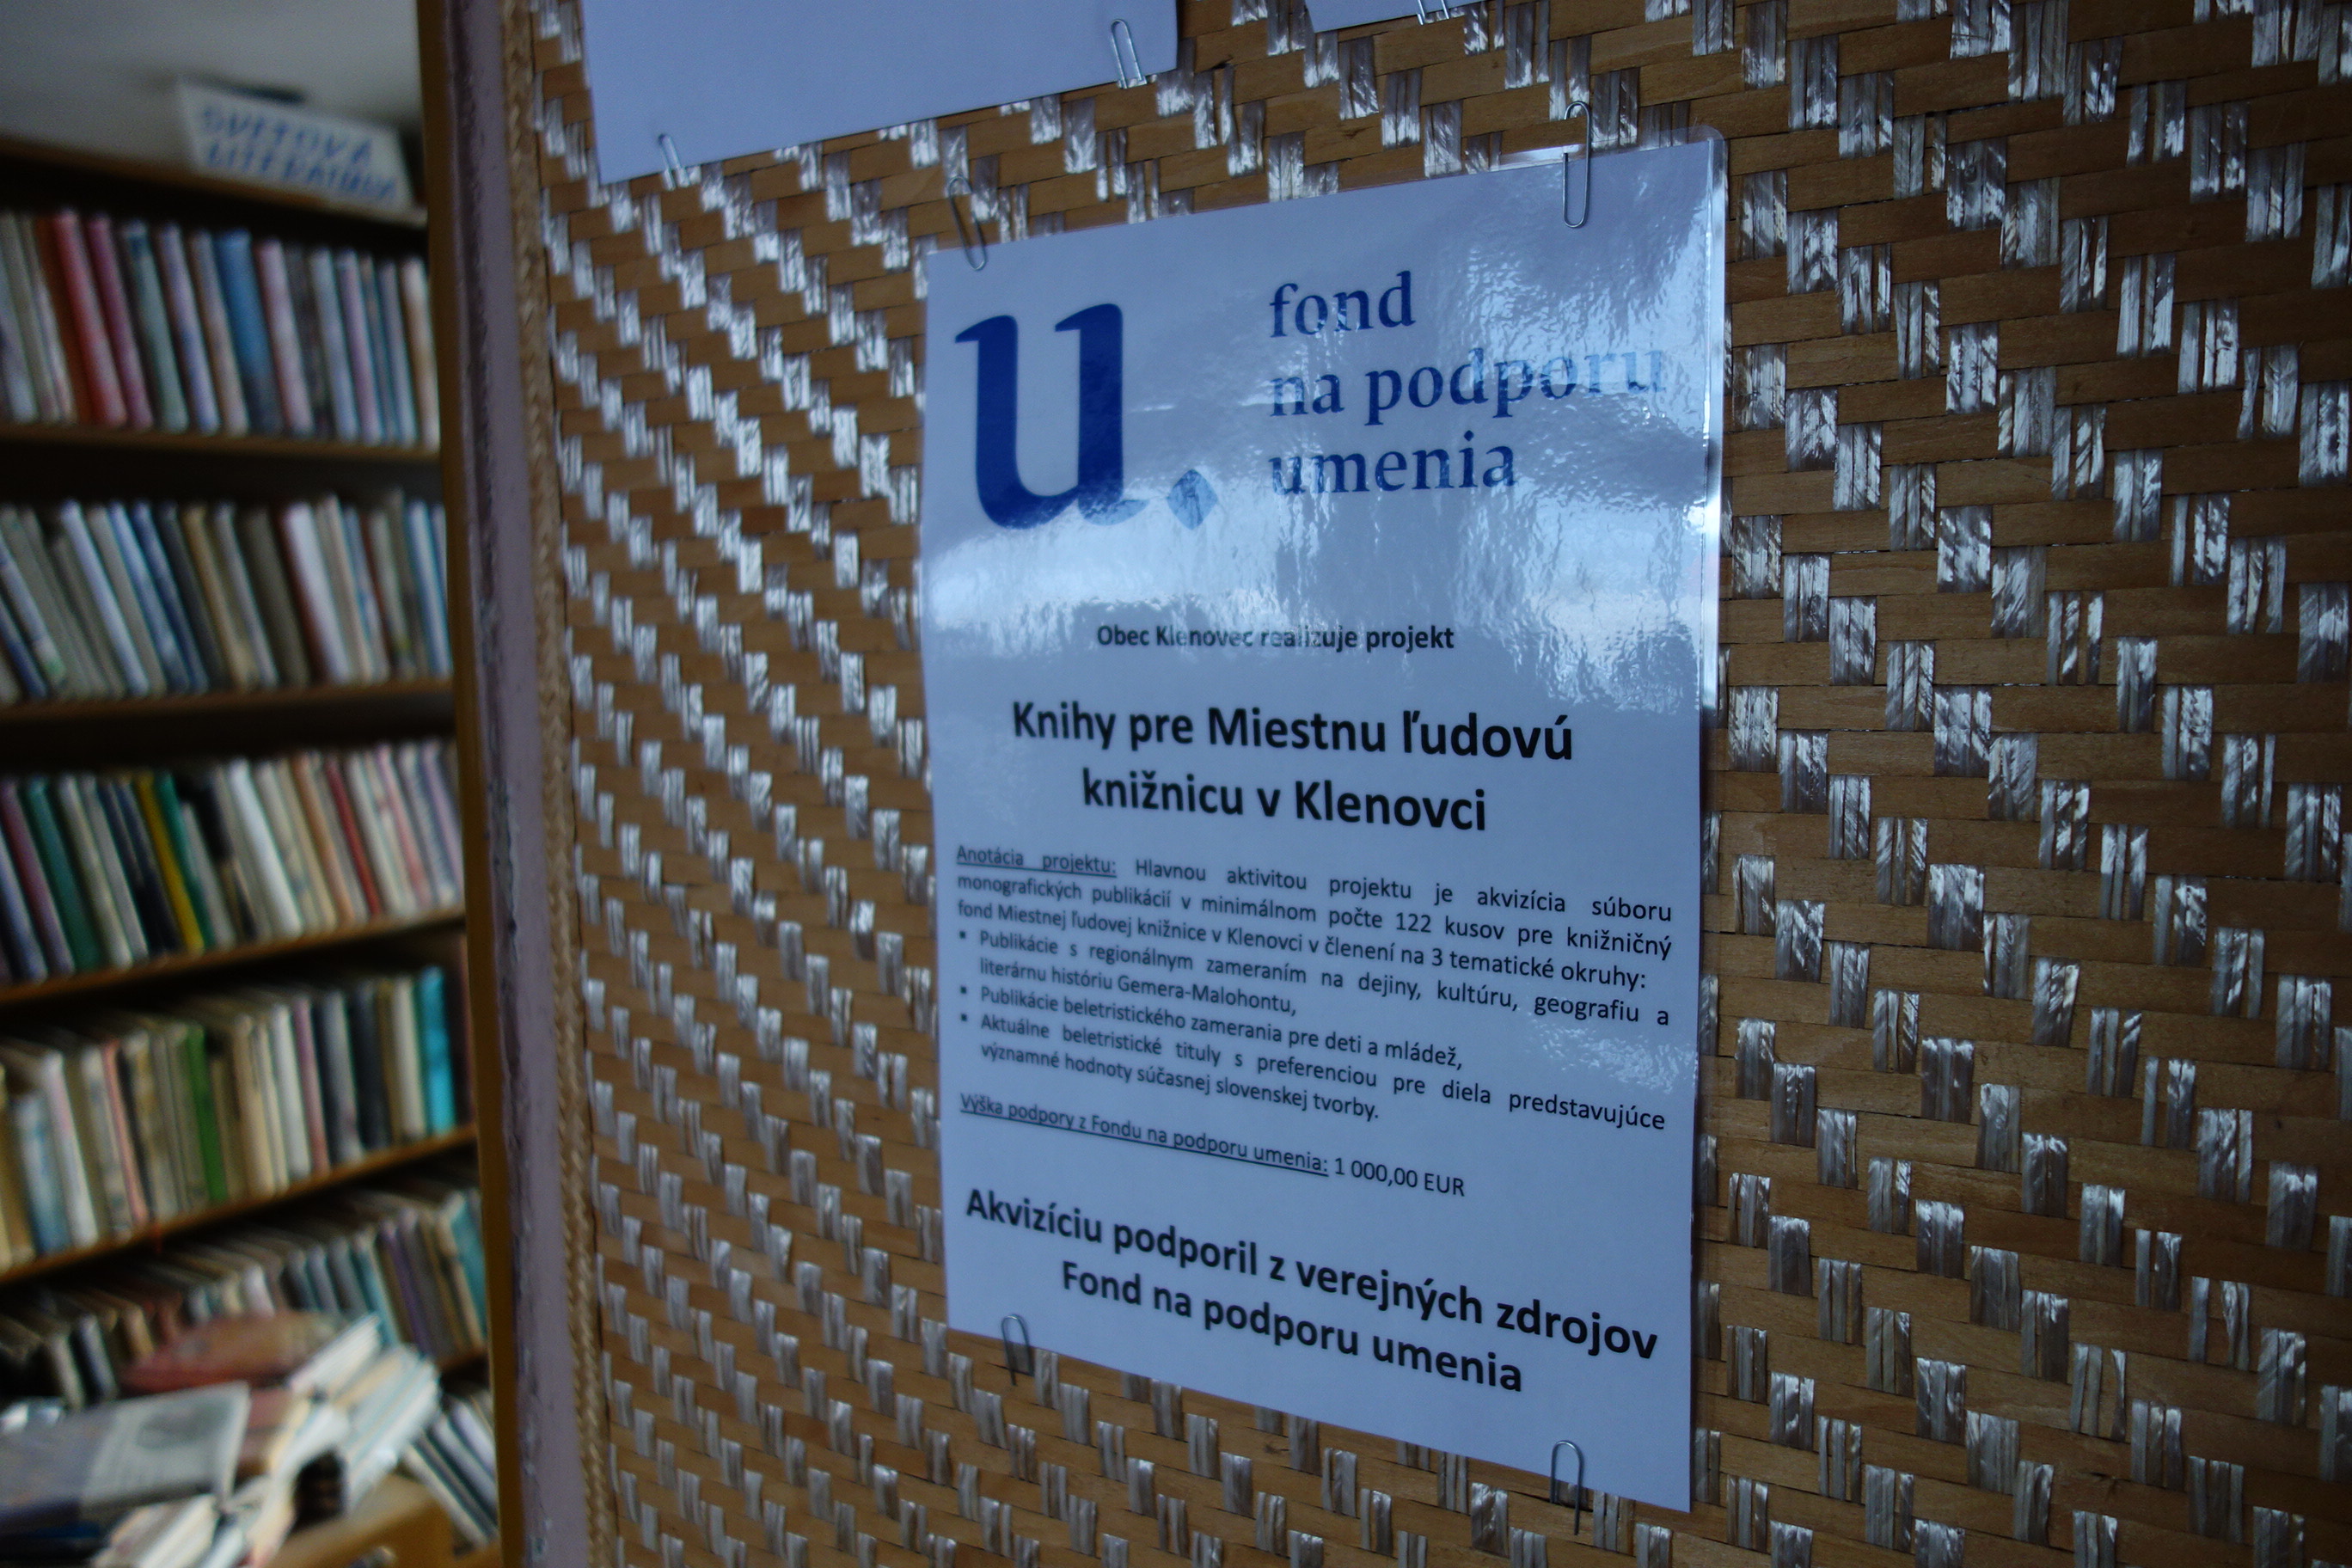 SVETOVÁ
LITERATÚRA
u.
fond
na podporu
umenia
Obec Klenovec realizuje projekt
Knihy pre Miestnu ľudovú
knižnicu v Klenovci
Anotácia projektu: Hlavnou aktivitou projektu je akvizícia súboru
monografických publikácií v minimálnom počte 122 kusov pre knižničný
fond Miestnej ľudovej knižnice v Klenovci v členení na 3 tematické okruhy:
▪ Publikácie s regionálnym zameraním na dejiny, kultúru, geografiu a
literárnu históriu Gemera-Malohontu,
▪ Publikácie beletristického zamerania pre deti a mládež,
▪ Aktuálne beletristické tituly s preferenciou pre diela predstavujúce
významné hodnoty súčasnej slovenskej tvorby.
Výška podpory z Fondu na podporu umenia: 1 000,00 EUR
Akvizíciu podporil z verejných zdrojov
Fond na podporu umenia